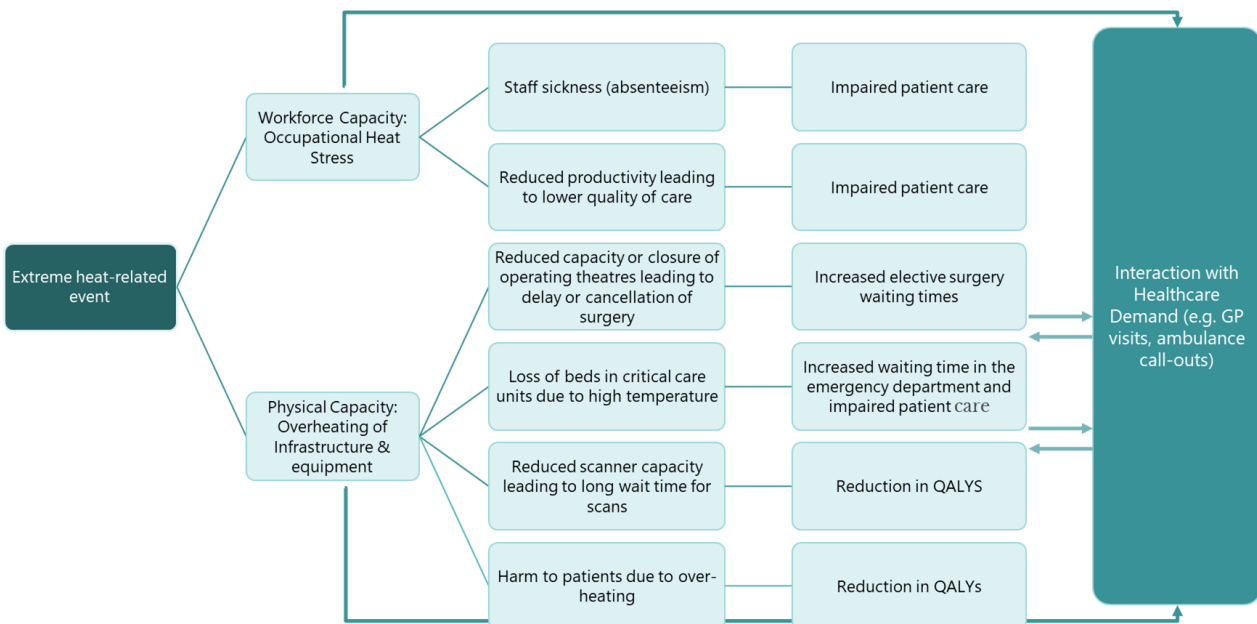 Extreme heat-related
event
Workforce Capacity:
Occupational Heat
Stress
Physical Capacity:
Overheating of
Infrastructure &
equipment
Staff sickness (absenteeism)
Impaired patient care
Reduced productivity leading
to lower quality of care
Impaired patient care
Reduced capacity or closure of
operating theatres leading to
delay or cancellation of
surgery
Increased elective surgery
waiting times
Loss of beds in critical care
units due to high temperature
Increased waiting time in the
emergency department and
impaired patient care
Reduced scanner capacity
leading to long wait time for
scans
Reduction in QALYS
Harm to patients due to over-
heating
Reduction in QALYs
Interaction with
Healthcare
Demand (e.g. GP
visits, ambulance
call-outs)